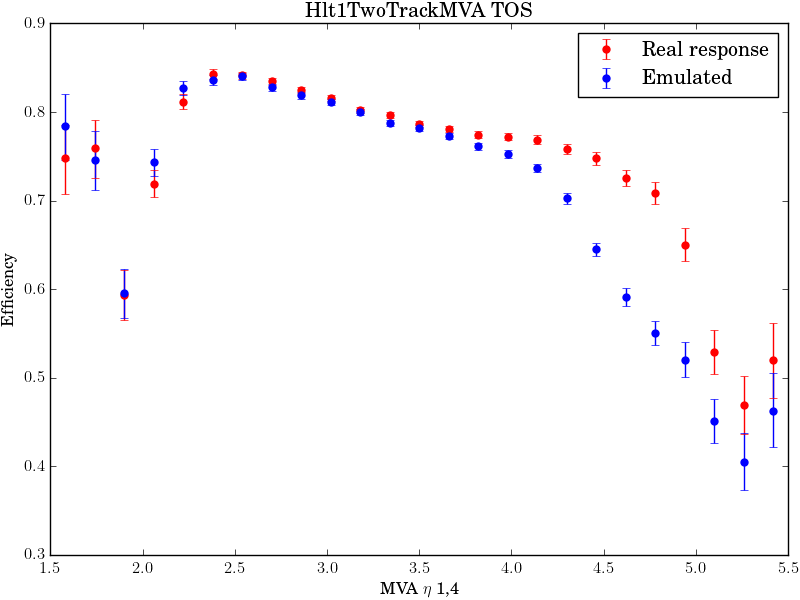 Hlt1TwoTrackMVA TOS
Real response
Emulated
Efficiency
0.9
0.8
0.7
0.6
0.5
0.4
0.3
1.5 2.0 2.5 3.0 3.5 4.0 4.5 5.0 5.5
MVA η 1,4